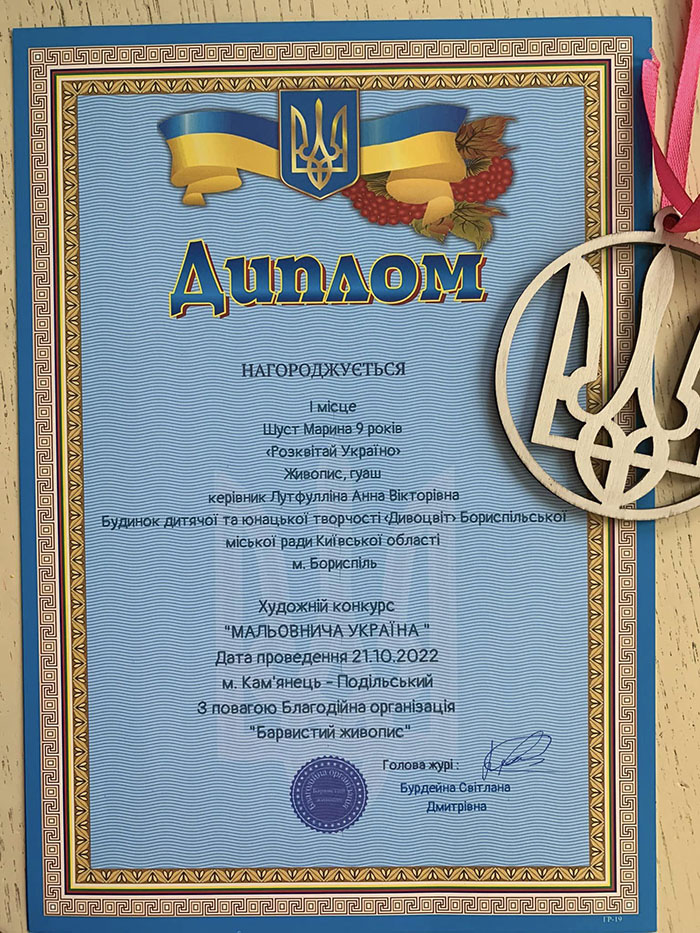 Диплом
НАГОРОДЖУЄТЬСЯ
І місце
Шуст Марина 9 років
«Розквітай Україно»
Живопис, гуаш
керівник Лутфулліна Анна Вікторівна
Будинок дитячої та юнацької творчості «Дивоцвіт» Бориспільської
міської ради Київської області
м. Бориспіль
Художній конкурс
"МАЛЬОВНИЧА УКРАЇНА "
Дата проведення 21.10.2022
м. Кам'янець - Подільський
З повагою Благодійна організація
"Барвистий живопис"
Голова журі :
Бурдейна Світлана
Дмитрівна
ГР-19